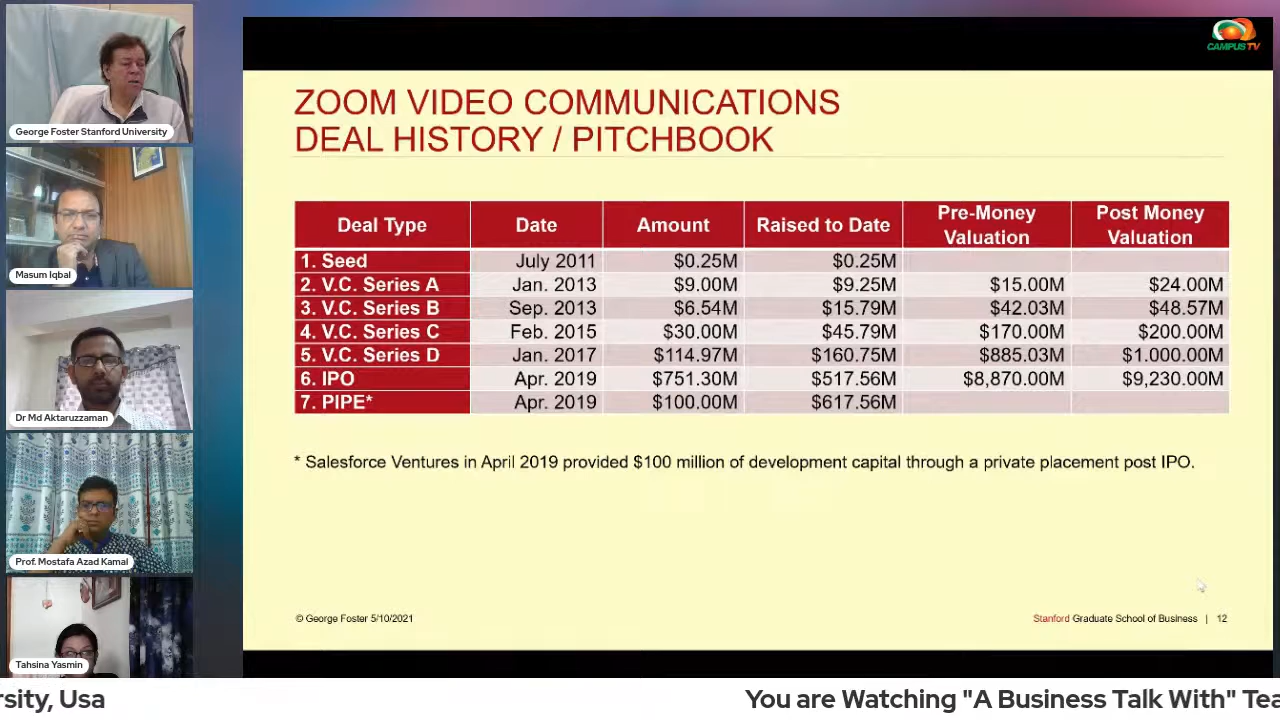 CAMPUS TV
George Foster Stanford University
Masum Iqbal
Dr Md Aktaruzzaman
Prof. Mostafa Azad Kamal
Tahsina Yasmin
ZOOM VIDEO COMMUNICATIONS
DEAL HISTORY / PITCHBOOK
Deal Type Date Amount Raised to Date Pre-Money Valuation Post Money Valuation
1. Seed July 2011 $0.25M $0.25M
2. V.C. Series A Jan. 2013 $9.00M $9.25M $15.00M $24.00M
3. V.C. Series B Sep. 2013 $6.54M $15.79M $42.03M $48.57M
4. V.C. Series C Feb. 2015 $30.00M $45.79M $170.00M $200.00M
5. V.C. Series D Jan. 2017 $114.97M $160.75M $885.03M $1.000.00M
6. IPO Apr. 2019 $751.30M $517.56M $8,870.00M $9,230.00M
7. PIPE* Apr. 2019 $100.00M $617.56M
* Salesforce Ventures in April 2019 provided $100 million of development capital through a private placement post IPO.
© George Foster 5/10/2021
Stanford Graduate School of Business | 12
rsity, Usa You are Watching "A Business Talk With" Tea